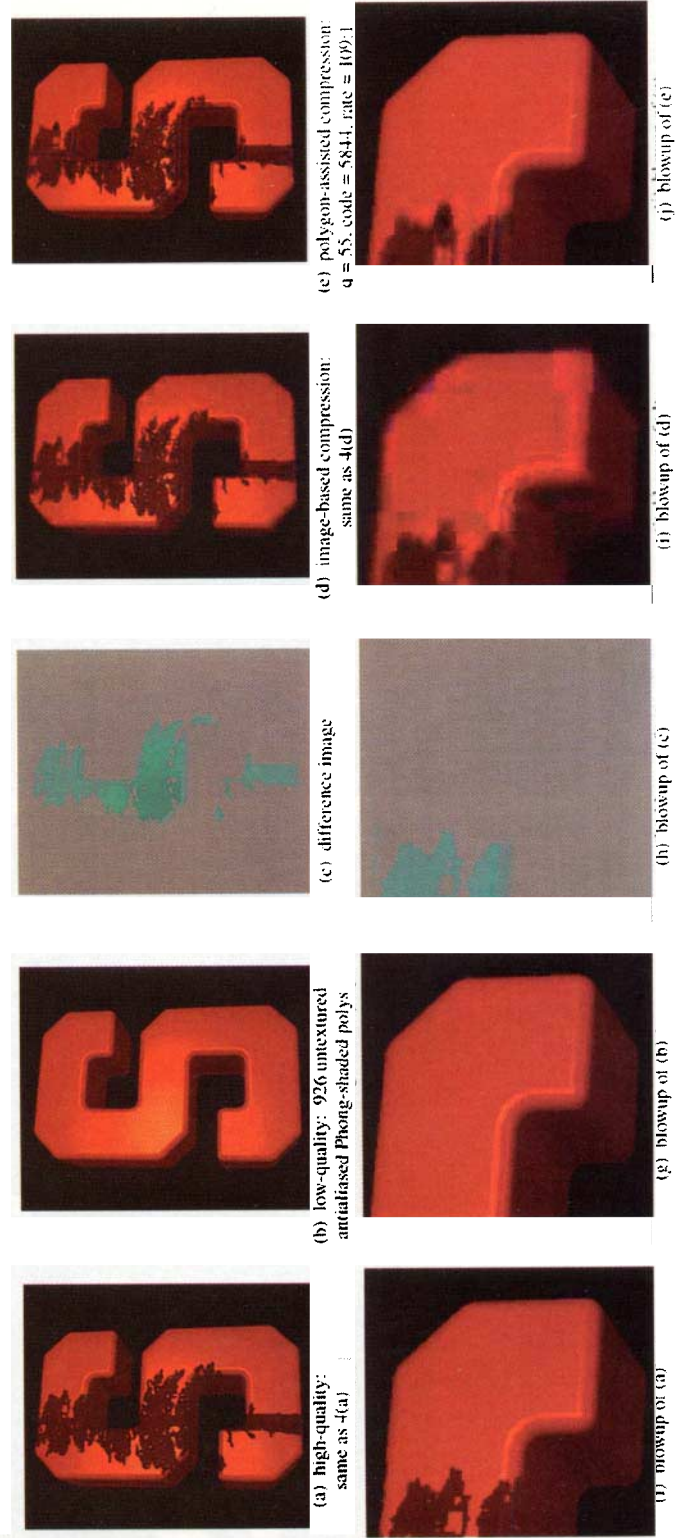 (a) high-quality:
same as 4(a)
(b) low-quality: 926 untextured
antialiased Phong-shaded polys
(c) difference image
(d) image-based compression:
same as 4(d)
(e) polygon-assisted compression:
q = 55, code = 5844, rate = 109:1
(f) blowup of (a)
(g) blowup of (b)
(h) blowup of (c)
(i) blowup of (d)
(j) blowup of (e)